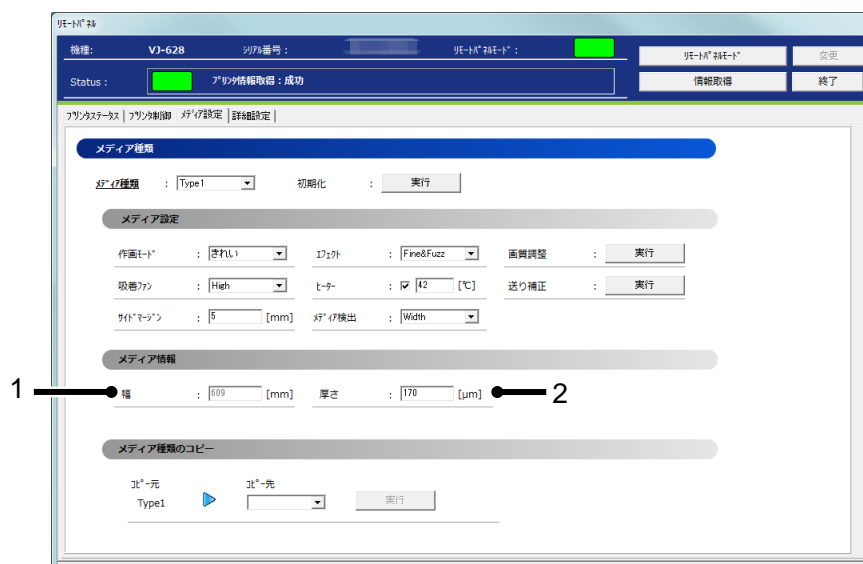 ﾘﾓｰﾄﾊﾟﾈﾙ
機種: VJ-628 ｼﾘｱﾙ番号： ﾘﾓｰﾄﾊﾟﾈﾙﾓｰﾄﾞ： ﾘﾓｰﾄﾊﾟﾈﾙﾓｰﾄﾞ 変更
Status : ﾌﾟﾘﾝﾀ情報取得：成功 情報取得 終了
ﾌﾟﾘﾝﾀｽﾃｰﾀｽ ﾌﾟﾘﾝﾀ制御 ﾒﾃﾞｨｱ設定 詳細設定
メディア種類
ﾒﾃﾞｨｱ種類 : Type1 初期化 : 実行
メディア設定
作画ﾓｰﾄﾞ : きれい ｴﾌｪｸﾄ : Fine&Fuzz 画質調整 : 実行
吸着ﾌｧﾝ : High ﾋｰﾀｰ : 42 [℃] 送り補正 : 実行
ｻｲﾄﾞﾏｰｼﾞﾝ : 5 [mm] ﾒﾃﾞｨｱ検出 : Width
メディア情報
1 幅 : 609 [mm] 厚さ : 170 [μm] 2
メディア種類のコピー
ｺﾋﾟｰ元 ｺﾋﾟｰ先
Type1 実行